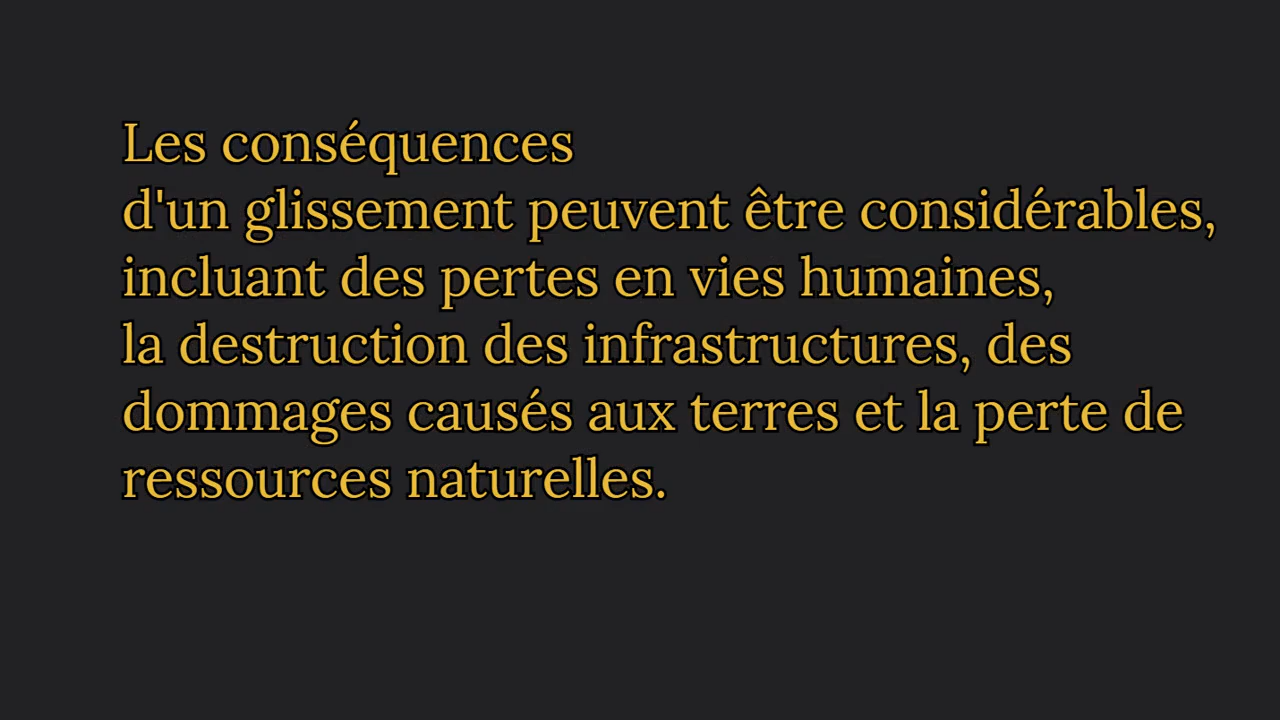 Les conséquences
d'un glissement peuvent être considérables,
incluant des pertes en vies humaines,
la destruction des infrastructures, des
dommages causés aux terres et la perte de
ressources naturelles.